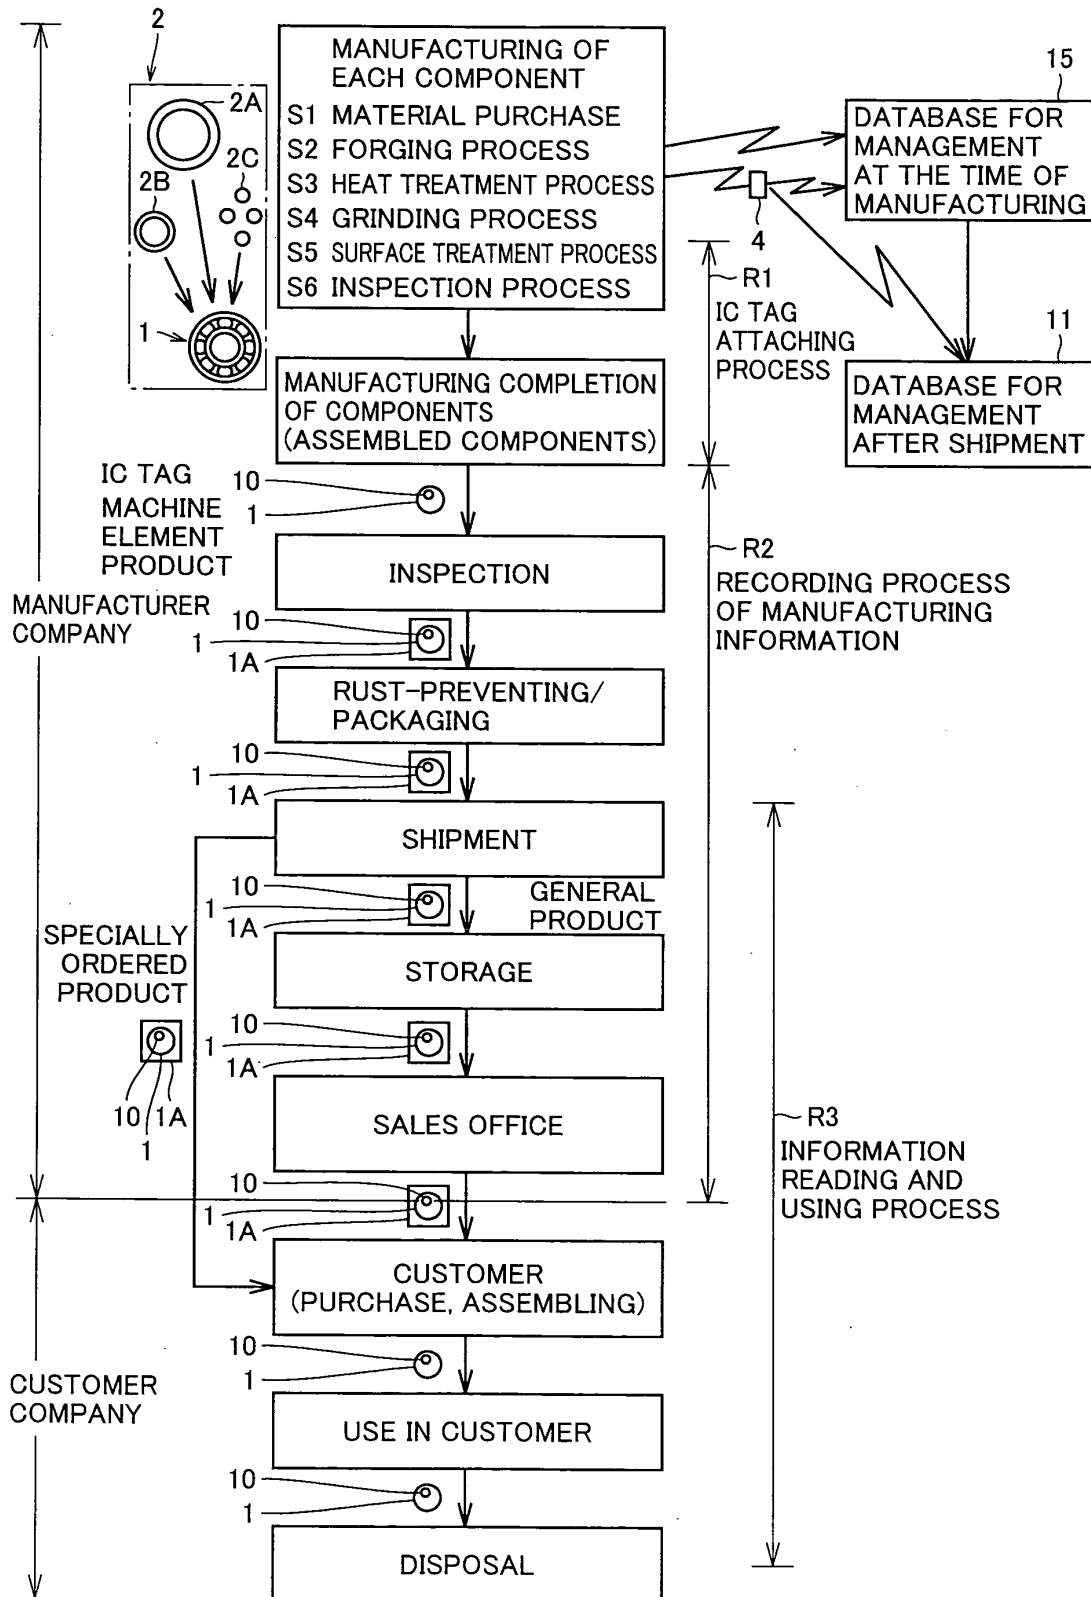 2
MANUFACTURING OF
EACH COMPONENT
S1 MATERIAL PURCHASE
S2 FORGING PROCESS
S3 HEAT TREATMENT PROCESS
S4 GRINDING PROCESS
S5 SURFACE TREATMENT PROCESS
S6 INSPECTION PROCESS
2A
2C
2B
1
15
DATABASE FOR
MANAGEMENT
AT THE TIME OF
MANUFACTURING
4
R1
IC TAG
ATTACHING
PROCESS
11
DATABASE FOR
MANAGEMENT
AFTER SHIPMENT
MANUFACTURING COMPLETION
OF COMPONENTS
(ASSEMBLED COMPONENTS)
IC TAG
MACHINE
ELEMENT
PRODUCT
10
1
INSPECTION
R2
RECORDING PROCESS
OF MANUFACTURING
INFORMATION
MANUFACTURER
COMPANY
10
1
1A
RUST-PREVENTING/
PACKAGING
10
1
1A
SHIPMENT
10
1
1A
GENERAL
PRODUCT
SPECIALLY
ORDERED
PRODUCT
STORAGE
10
1
1A
10
1A
1
SALES OFFICE
R3
INFORMATION
READING AND
USING PROCESS
10
1
1A
CUSTOMER
(PURCHASE, ASSEMBLING)
10
1
CUSTOMER
COMPANY
USE IN CUSTOMER
10
1
DISPOSAL